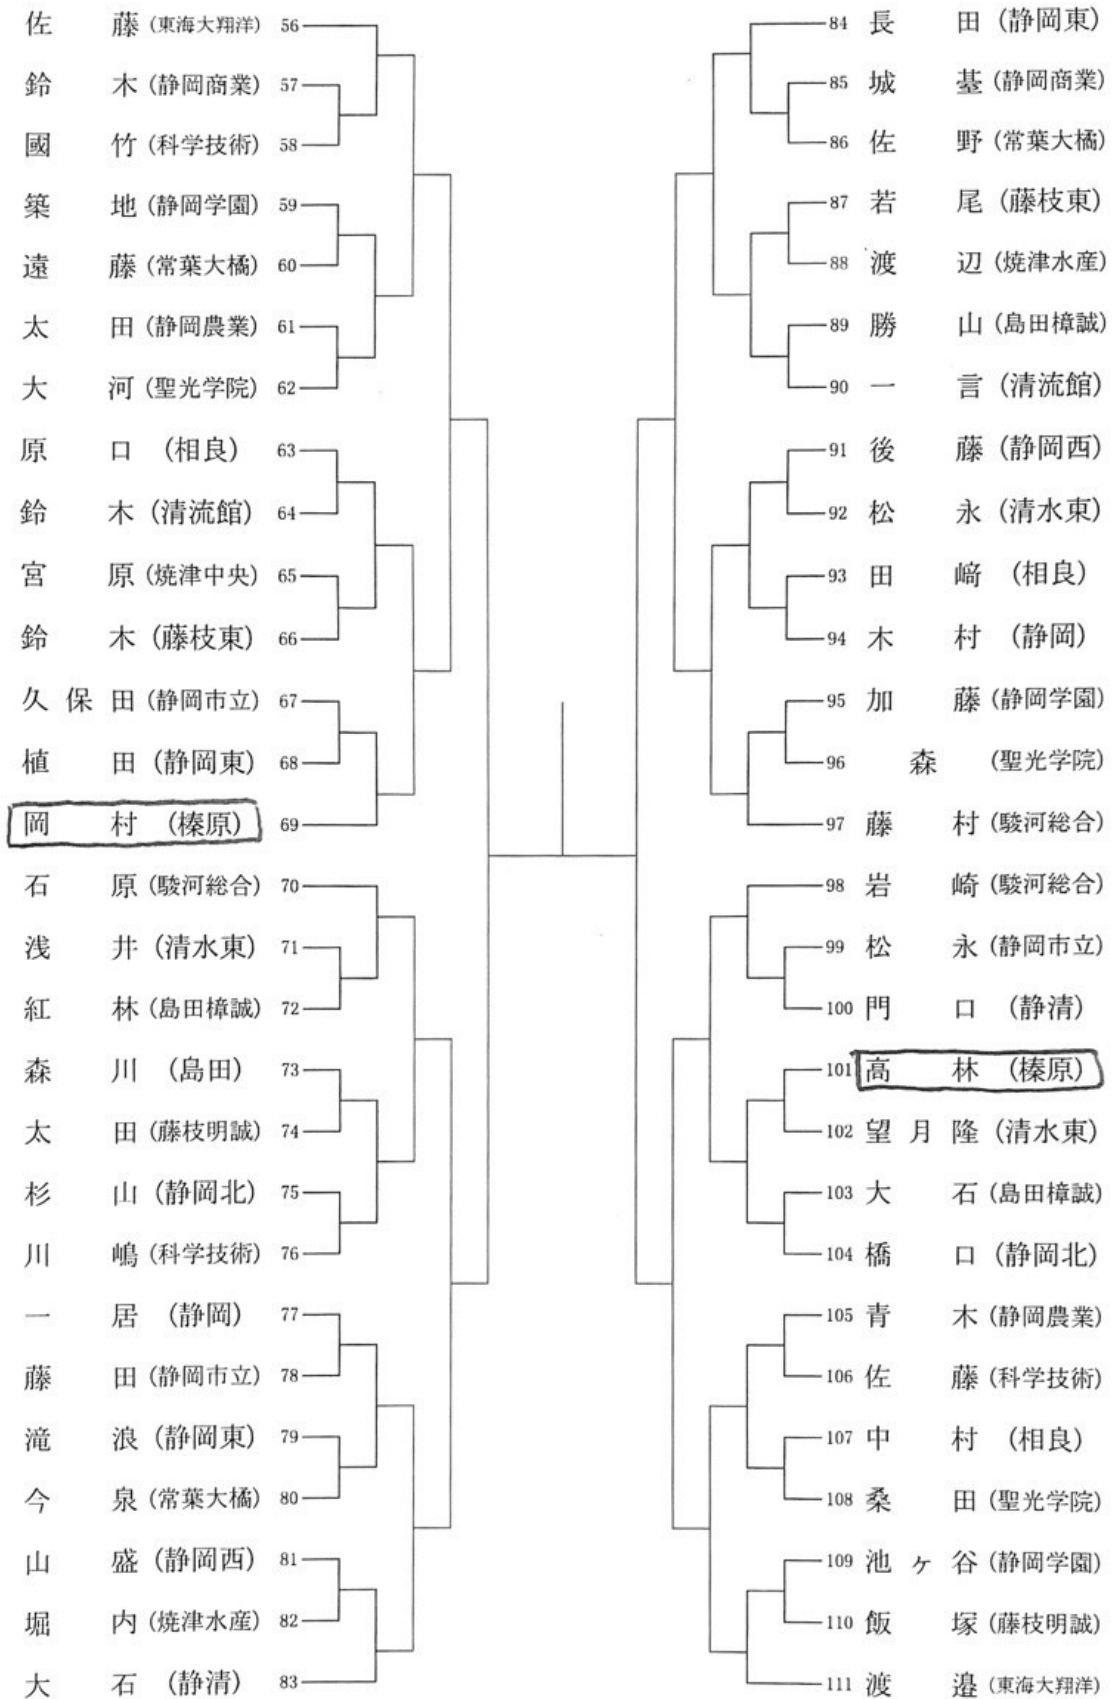 佐藤(東海大翔洋) 56
鈴木(静岡商業) 57
國竹(科学技術) 58
築地(静岡学園) 59
遠藤(常葉大橘) 60
太田(静岡農業) 61
大河(聖光学院) 62
原口(相良) 63
鈴木(清流館) 64
宮原(焼津中央) 65
鈴木(藤枝東) 66
久保田(静岡市立) 67
植田(静岡東) 68
岡村(榛原) 69
石原(駿河総合) 70
浅井(清水東) 71
紅林(島田樟誠) 72
森川(島田) 73
太田(藤枝明誠) 74
杉山(静岡北) 75
川嶋(科学技術) 76
一居(静岡) 77
藤田(静岡市立) 78
滝浪(静岡東) 79
今泉(常葉大橘) 80
山盛(静岡西) 81
堀内(焼津水産) 82
大石(静清) 83
84 長田(静岡東)
85 城䑓(静岡商業)
86 佐野(常葉大橘)
87 若尾(藤枝東)
88 渡辺(焼津水産)
89 勝山(島田樟誠)
90 一言(清流館)
91 後藤(静岡西)
92 松永(清水東)
93 田﨑(相良)
94 木村(静岡)
95 加藤(静岡学園)
96 森(聖光学院)
97 藤村(駿河総合)
98 岩崎(駿河総合)
99 松永(静岡市立)
100 門口(静清)
101 高林(榛原)
102 望月隆(清水東)
103 大石(島田樟誠)
104 橋口(静岡北)
105 青木(静岡農業)
106 佐藤(科学技術)
107 中村(相良)
108 桑田(聖光学院)
109 池ヶ谷(静岡学園)
110 飯塚(藤枝明誠)
111 渡邉(東海大翔洋)